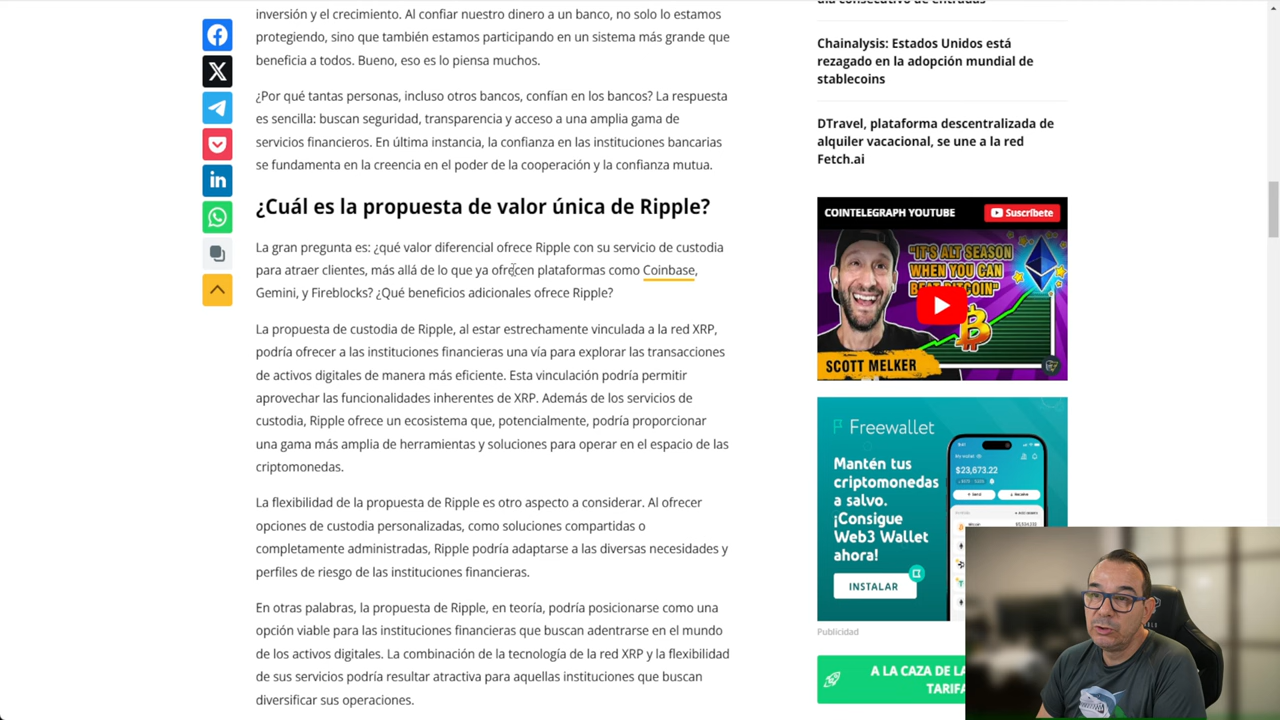 inversión y el crecimiento. Al confiar nuestro dinero a un banco, no solo lo estamos
protegiendo, sino que también estamos participando en un sistema más grande que
beneficia a todos. Bueno, eso es lo piensa muchos.
¿Por qué tantas personas, incluso otros bancos, confían en los bancos? La respuesta
es sencilla: buscan seguridad, transparencia y acceso a una amplia gama de
servicios financieros. En última instancia, la confianza en las instituciones bancarias
se fundamenta en la creencia en el poder de la cooperación y la confianza mutua.
¿Cuál es la propuesta de valor única de Ripple?
La gran pregunta es: ¿qué valor diferencial ofrece Ripple con su servicio de custodia
para atraer clientes, más allá de lo que ya ofrecen plataformas como Coinbase,
Gemini, y Fireblocks? ¿Qué beneficios adicionales ofrece Ripple?
La propuesta de custodia de Ripple, al estar estrechamente vinculada a la red XRP,
podría ofrecer a las instituciones financieras una vía para explorar las transacciones
de activos digitales de manera más eficiente. Esta vinculación podría permitir
aprovechar las funcionalidades inherentes de XRP. Además de los servicios de
custodia, Ripple ofrece un ecosistema que, potencialmente, podría proporcionar
una gama más amplia de herramientas y soluciones para operar en el espacio de las
criptomonedas.
La flexibilidad de la propuesta de Ripple es otro aspecto a considerar. Al ofrecer
opciones de custodia personalizadas, como soluciones compartidas o
completamente administradas, Ripple podría adaptarse a las diversas necesidades y
perfiles de riesgo de las instituciones financieras.
En otras palabras, la propuesta de Ripple, en teoría, podría posicionarse como una
opción viable para las instituciones financieras que buscan adentrarse en el mundo
de los activos digitales. La combinación de la tecnología de la red XRP y la flexibilidad
de sus servicios podría resultar atractiva para aquellas instituciones que buscan
diversificar sus operaciones.
Chainalysis: Estados Unidos está
rezagado en la adopción mundial de
stablecoins
DTravel, plataforma descentralizada de
alquiler vacacional, se une a la red
Fetch.ai
COINTELEGRAPH YOUTUBE
Suscríbete
"IT'S ALT SEASON
WHEN YOU CAN
BEAT BITCOIN"
SCOTT MELKER
Freewallet
Mantén tus
criptomonedas
a salvo.
¡Consigue
Web3 Wallet
ahora!
INSTALAR
$23,673.22
Publicidad
A LA CAZA DE LA
TARIFA